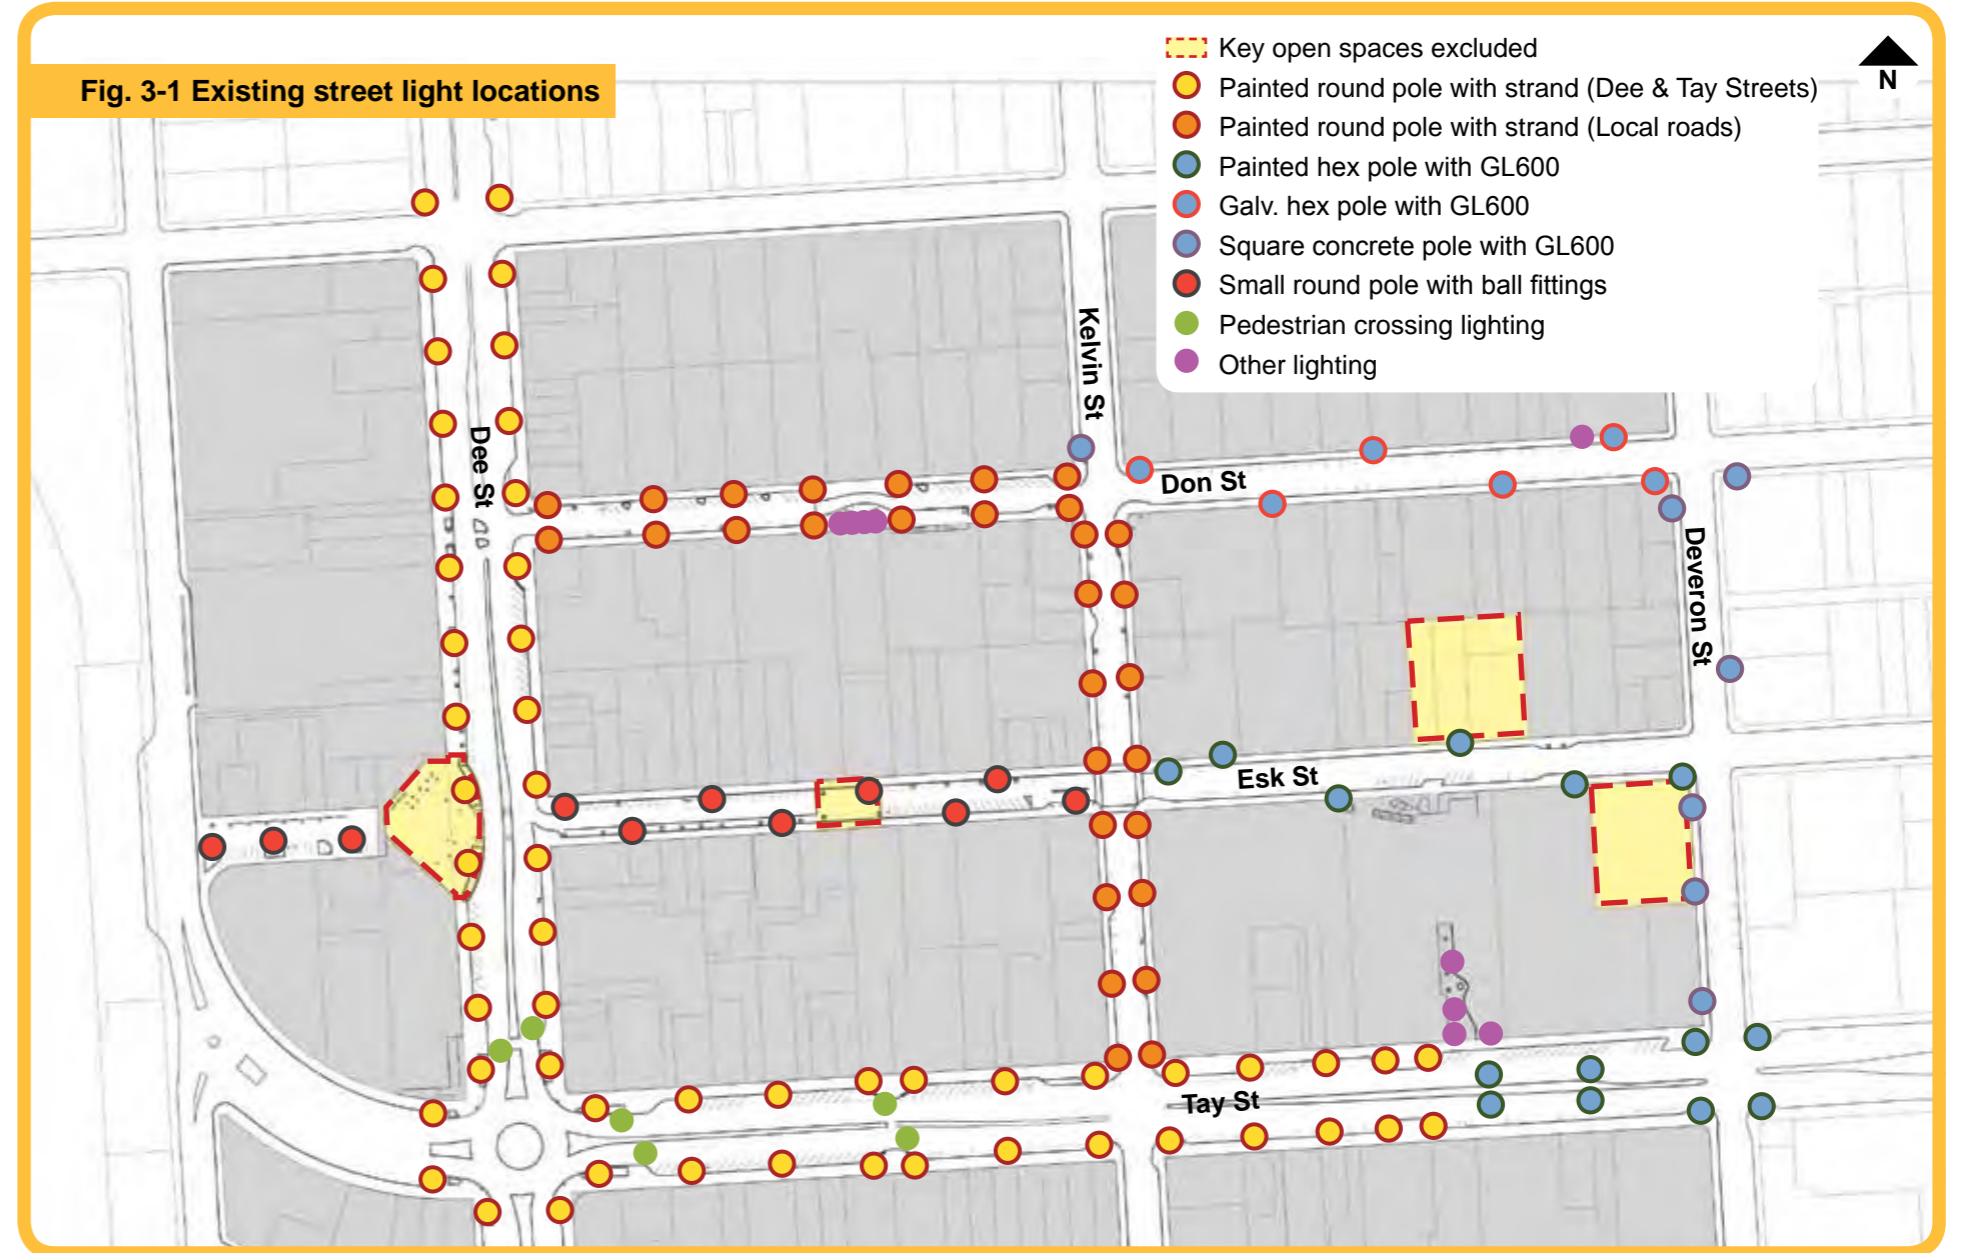 Fig. 3-1 Existing street light locations
Key open spaces excluded
Painted round pole with strand (Dee & Tay Streets)
Painted round pole with strand (Local roads)
Painted hex pole with GL600
Galv. hex pole with GL600
Square concrete pole with GL600
Small round pole with ball fittings
Pedestrian crossing lighting
Other lighting
N
Kelvin St
Dee St
Don St
Deveron St
Esk St
Tay St